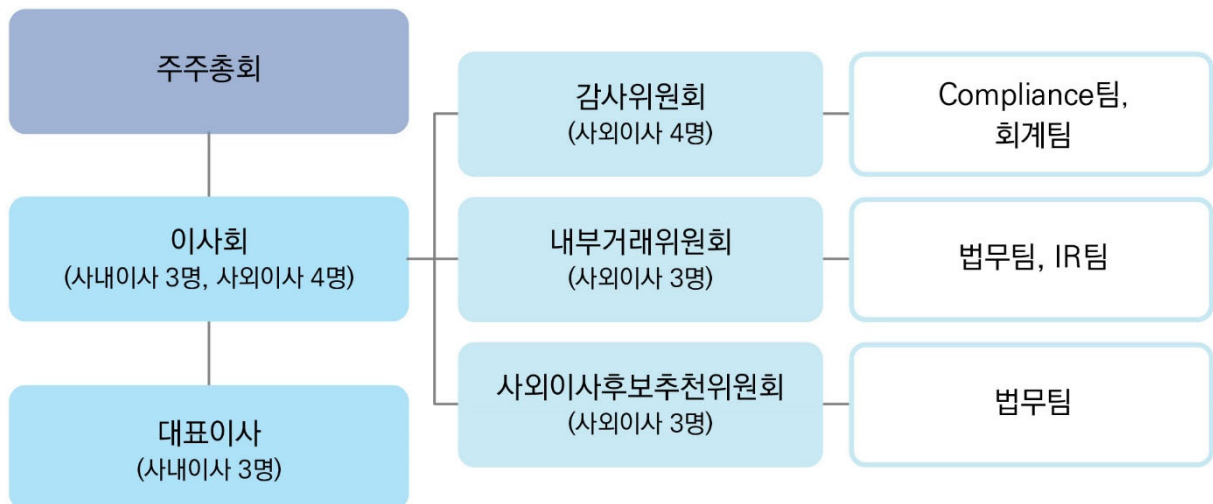 주주총회
이사회
(사내이사 3명, 사외이사 4명)
대표이사
(사내이사 3명)
감사위원회
(사외이사 4명)
Compliance팀,
회계팀
내부거래위원회
(사외이사 3명)
법무팀, IR팀
사외이사후보추천위원회
(사외이사 3명)
법무팀